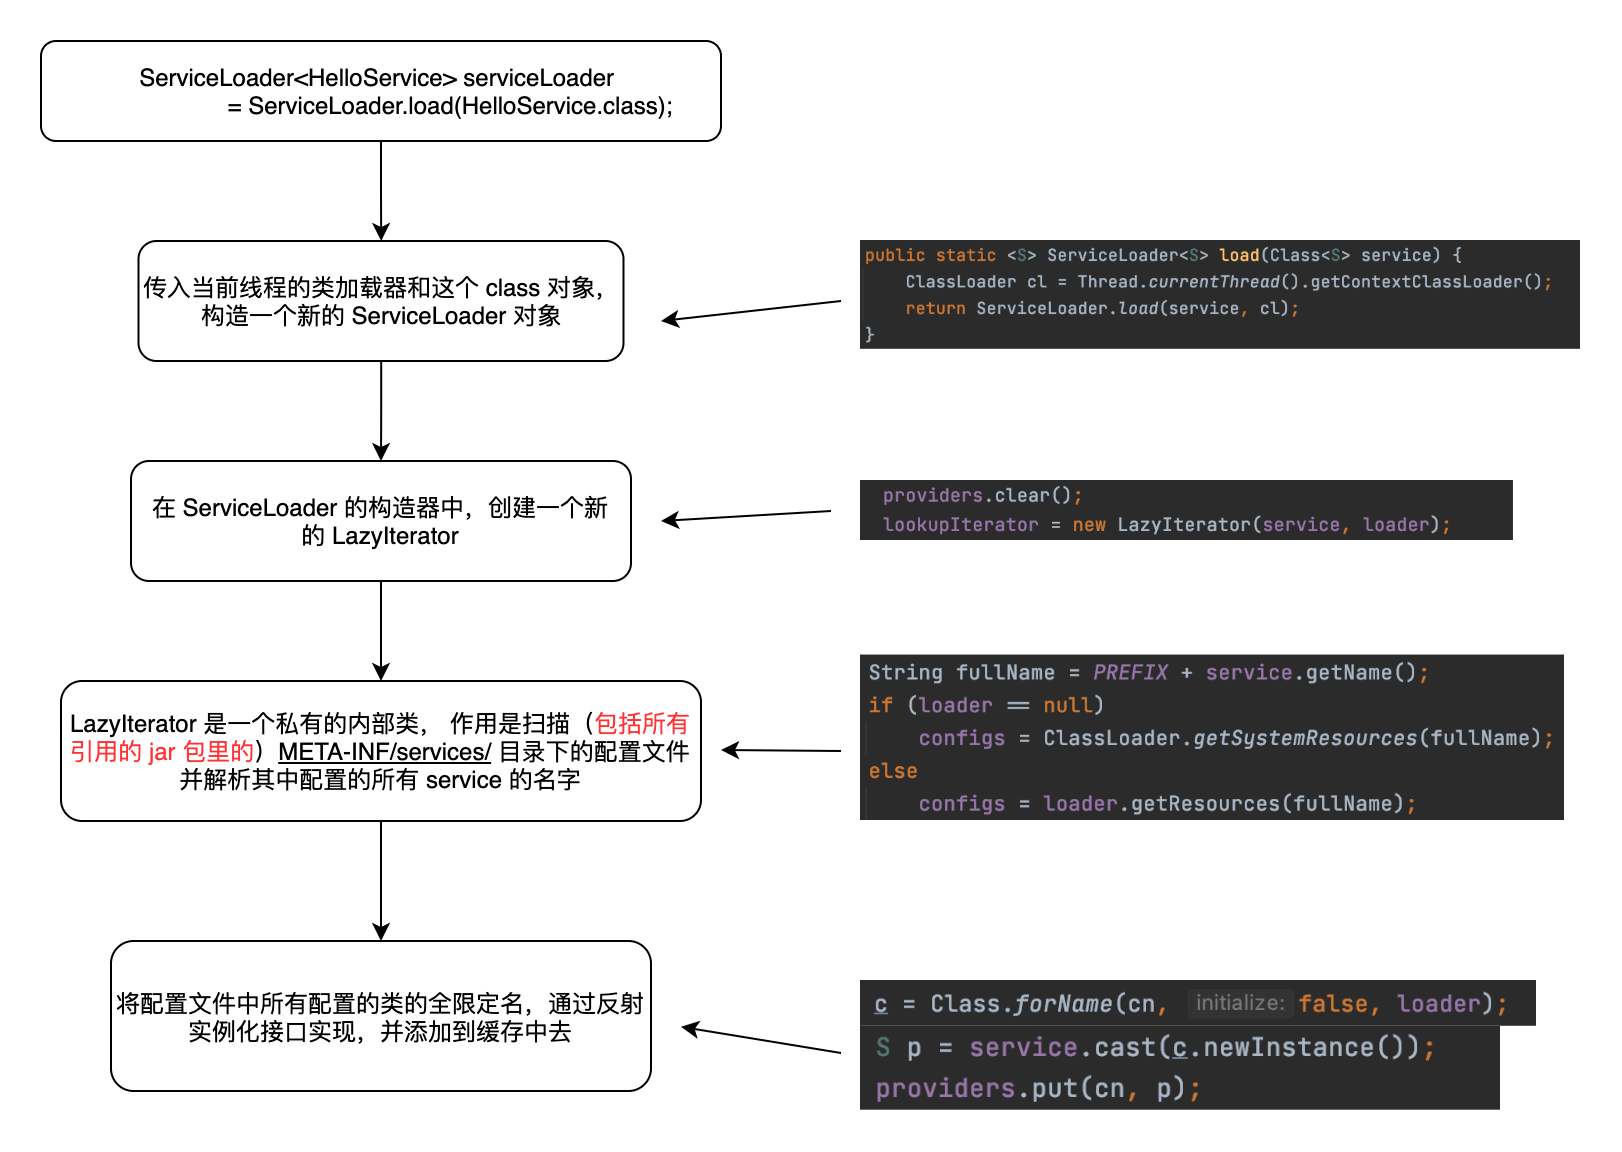 ServiceLoader<HelloService> serviceLoader
= ServiceLoader.load(HelloService.class);
传入当前线程的类加载器和这个 class 对象，
构造一个新的 ServiceLoader 对象
public static <S> ServiceLoader<S> load(Class<S> service) {
ClassLoader cl = Thread.currentThread().getContextClassLoader();
return ServiceLoader.load(service, cl);
}
在 ServiceLoader 的构造器中，创建一个新
的 LazyIterator
providers.clear();
lookupIterator = new LazyIterator(service, loader);
LazyIterator 是一个私有的内部类， 作用是扫描（包括所有
引用的 jar 包里的）META-INF/services/ 目录下的配置文件
并解析其中配置的所有 service 的名字
String fullName = PREFIX + service.getName();
if (loader == null)
configs = ClassLoader.getSystemResources(fullName);
else
configs = loader.getResources(fullName);
将配置文件中所有配置的类的全限定名，通过反射
实例化接口实现，并添加到缓存中去
c = Class.forName(cn, initialize: false, loader);
S p = service.cast(c.newInstance());
providers.put(cn, p);